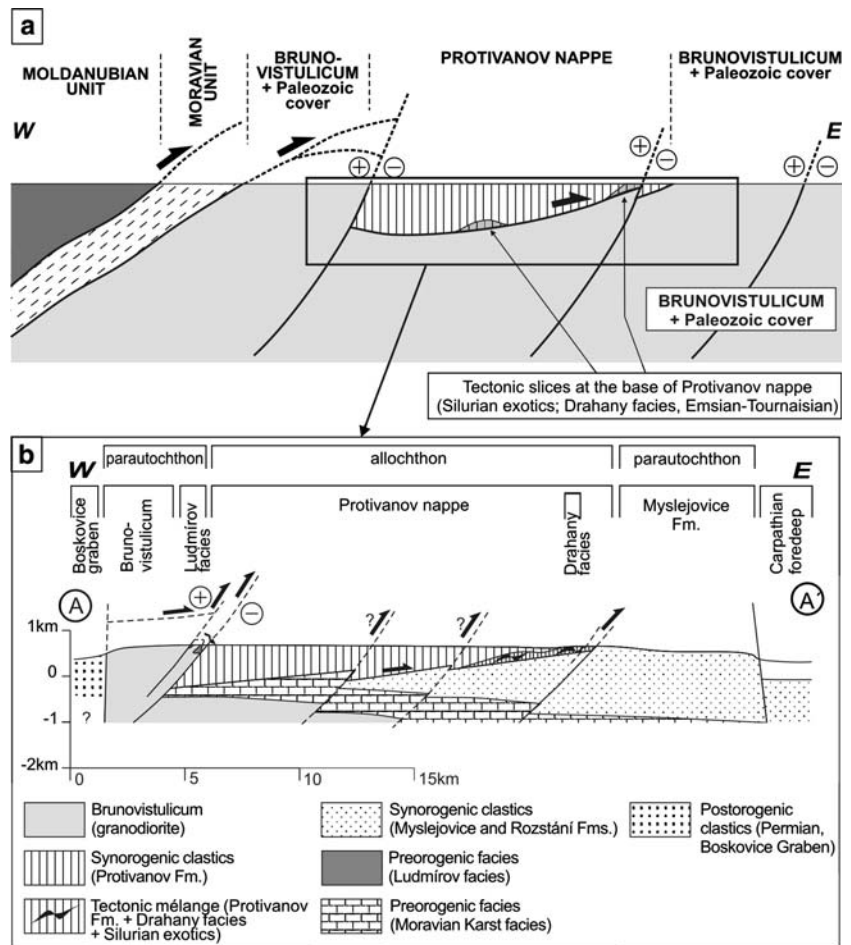 a
MOLDANUBIAN
UNIT
MORAVIAN
UNIT
BRUNO-
VISTULICUM
+ Paleozoic
cover
PROTIVANOV NAPPE
BRUNOVISTULICUM
+ Paleozoic cover
W
E
+ −
+ −
+ −
BRUNOVISTULICUM
+ Paleozoic cover
Tectonic slices at the base of Protivanov nappe
(Silurian exotics; Drahany facies, Emsian-Tournaisian)
b
W
parautochthon
allochthon
parautochthon
E
Boskovice
graben
Bruno-
vistulicum
Ludmírov
facies
Protivanov nappe
Drahany
facies
Myslejovice
Fm.
Carpathian
foredeep
A
+
−
?
?
A´
1km
0
-1
-2km
?
0
5
10
15km
Brunovistulicum
(granodiorite)
Synorogenic clastics
(Protivanov Fm.)
Tectonic mélange (Protivanov
Fm. + Drahany facies
+ Silurian exotics)
Synorogenic clastics
(Myslejovice and Rozstání Fms.)
Preorogenic facies
(Ludmírov facies)
Preorogenic facies
(Moravian Karst facies)
Postorogenic
clastics (Permian,
Boskovice Graben)